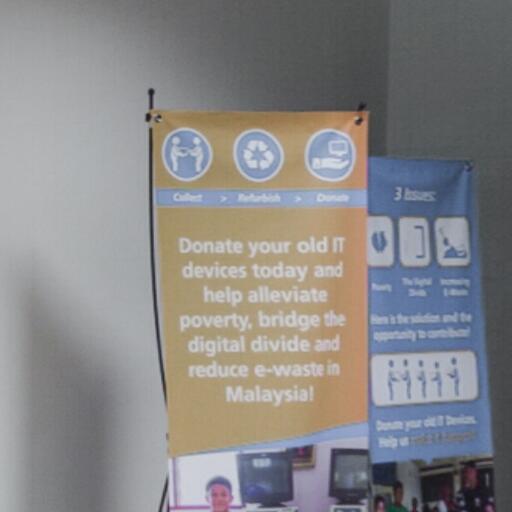 Collect > Refurbish > Donate
Donate your old IT
devices today and
help alleviate
poverty, bridge the
digital divide and
reduce e-waste in
Malaysia!
3 Issues:
Poverty
The Digital
Divide
Increasing
E-Waste
Here is the solution and the
opportunity to contribute!
Donate your old IT Devices.
Help us